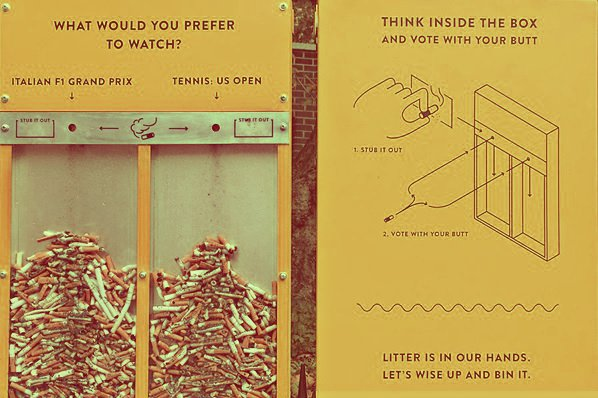 WHAT WOULD YOU PREFER
TO WATCH?
ITALIAN F1 GRAND PRIX
TENNIS: US OPEN
STUB IT OUT
STUB IT OUT
THINK INSIDE THE BOX
AND VOTE WITH YOUR BUTT
1. STUB IT OUT
2. VOTE WITH YOUR BUTT
LITTER IS IN OUR HANDS.
LET'S WISE UP AND BIN IT.